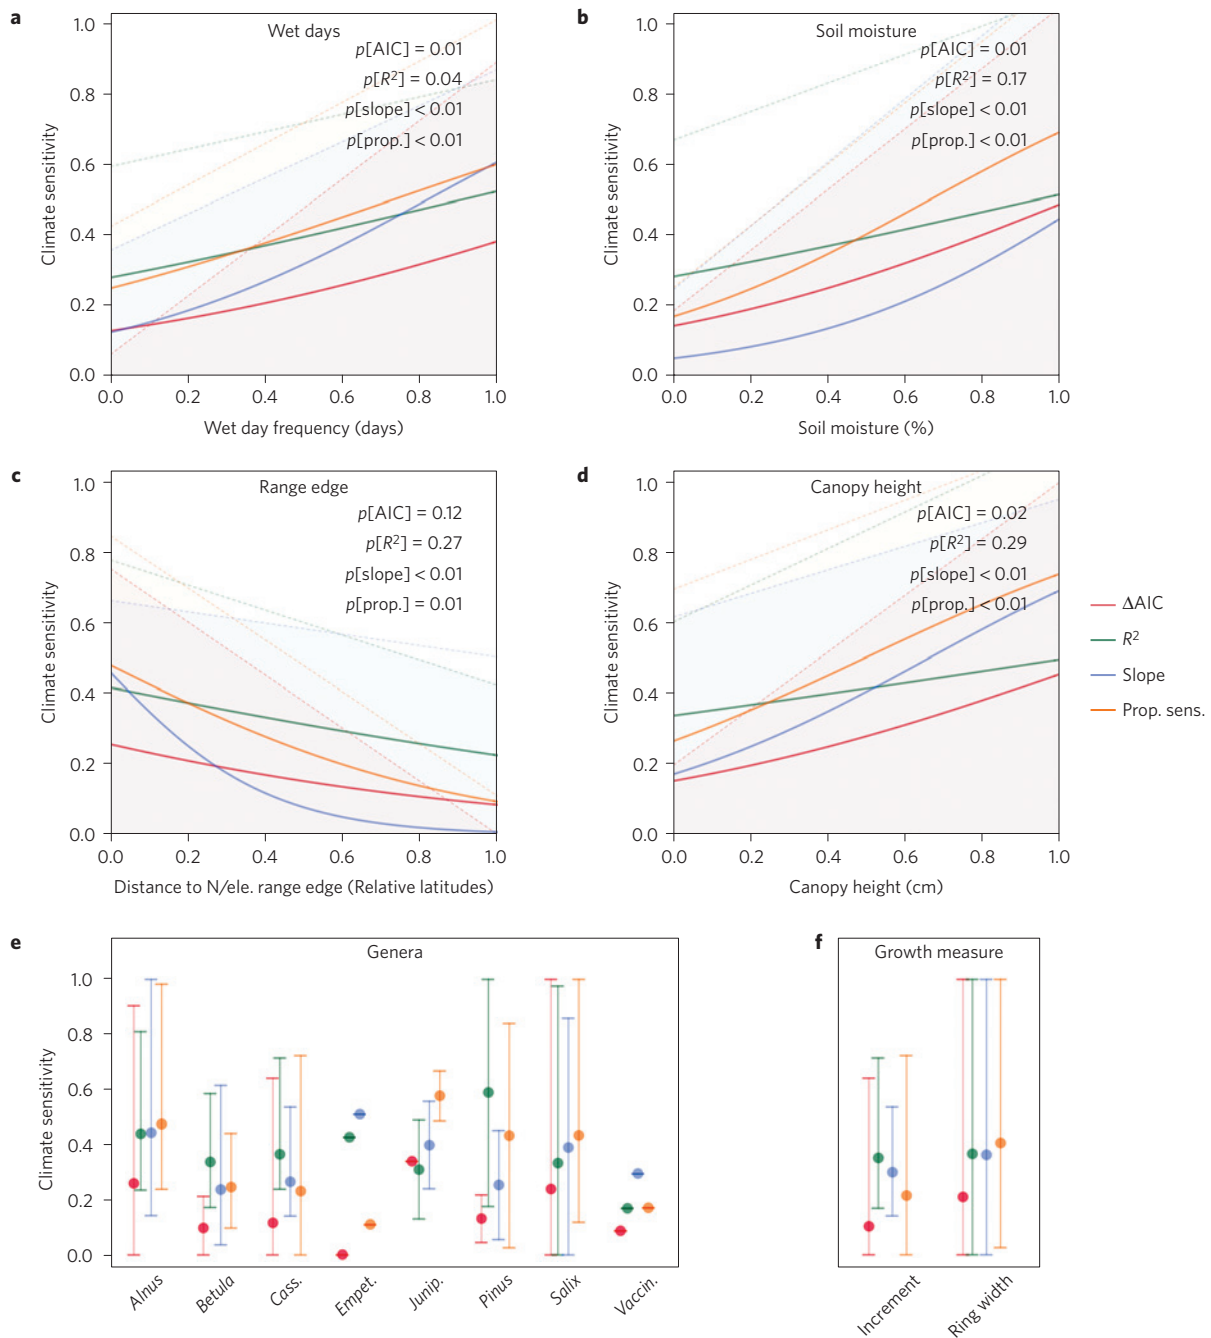 a
Wet days
p[AIC] = 0.01
p[R²] = 0.04
p[slope] < 0.01
p[prop.] < 0.01
1.0
0.8
0.6
0.4
0.2
0.0
Climate sensitivity
0.0 0.2 0.4 0.6 0.8 1.0
Wet day frequency (days)
b
Soil moisture
p[AIC] = 0.01
p[R²] = 0.17
p[slope] < 0.01
p[prop.] < 0.01
1.0
0.8
0.6
0.4
0.2
0.0
Climate sensitivity
0.0 0.2 0.4 0.6 0.8 1.0
Soil moisture (%)
c
Range edge
p[AIC] = 0.12
p[R²] = 0.27
p[slope] < 0.01
p[prop.] = 0.01
1.0
0.8
0.6
0.4
0.2
0.0
Climate sensitivity
0.0 0.2 0.4 0.6 0.8 1.0
Distance to N/ele. range edge (Relative latitudes)
d
Canopy height
p[AIC] = 0.02
p[R²] = 0.29
p[slope] < 0.01
p[prop.] < 0.01
1.0
0.8
0.6
0.4
0.2
0.0
Climate sensitivity
0.0 0.2 0.4 0.6 0.8 1.0
Canopy height (cm)
ΔAIC
R²
Slope
Prop. sens.
e
Genera
1.0
0.8
0.6
0.4
0.2
0.0
Climate sensitivity
Alnus Betula Cass. Empet. Junip. Pinus Salix Vaccin.
f
Growth measure
Increment Ring width